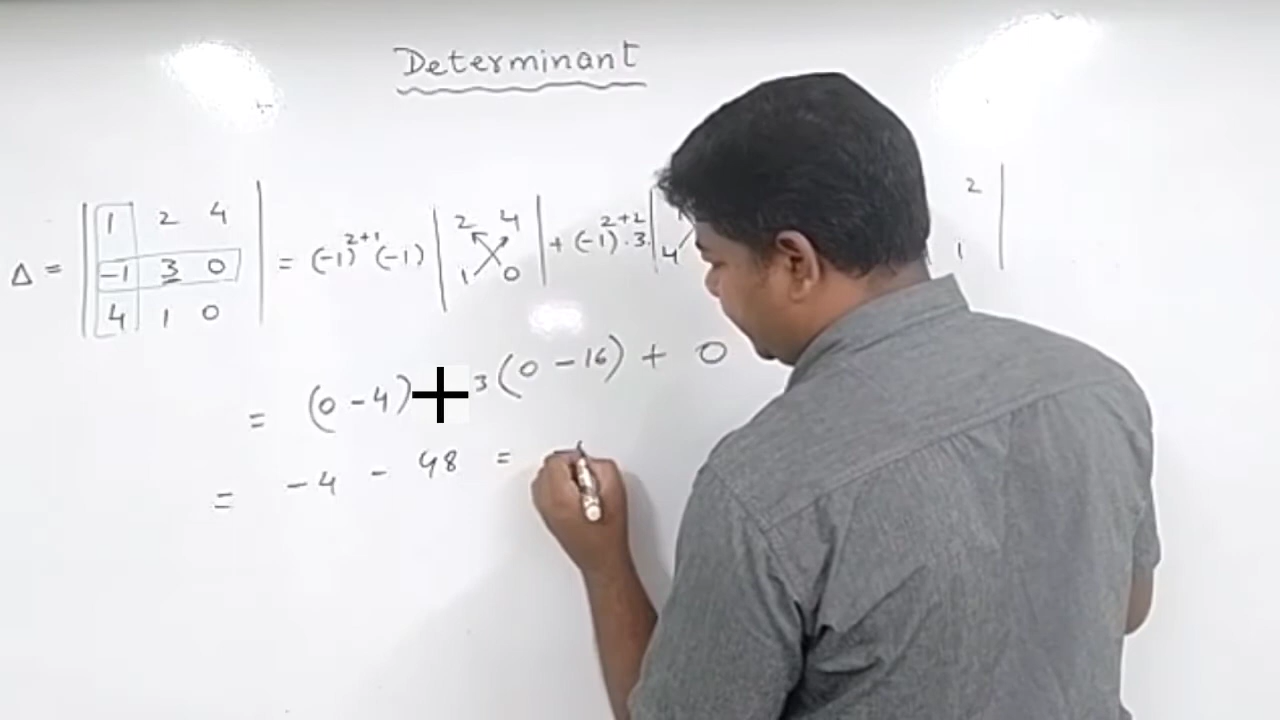 Determinant
Δ = | 1 2 4 | = (-1)²⁺¹ (-1) | 2 4 | + (-1)²⁺² . 3 . | 2 |
| -1 3 0 | | 1 0 | 4 1 |
| 4 1 0 |
= (0 - 4) + 3 (0 - 16) + 0
= -4 - 48 =